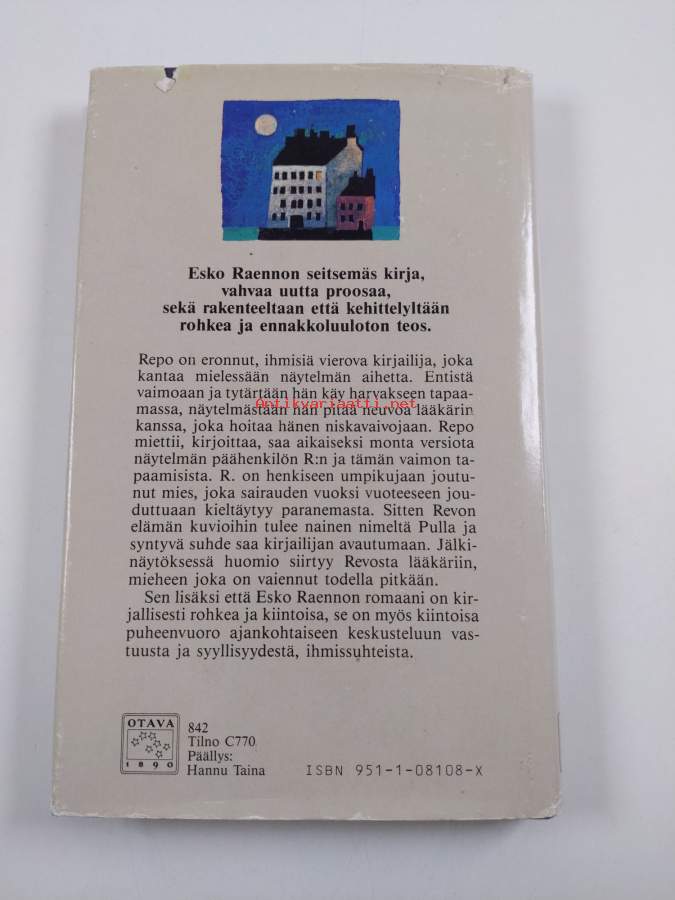 Esko Raennon seitsemäs kirja,
vahvaa uutta proosaa,
sekä rakenteeltaan että kehittelyltään
rohkea ja ennakkoluuloton teos.
Repo on eronnut, ihmisiä vierova kirjailija, joka
kantaa mielessään näytelmän aihetta. Entistä
vaimoaan ja tytärtään hän käy harvakseen tapaa-
massa, näytelmästään hän pitää neuvoa lääkärin
Antikvariaatti.net
kanssa, joka hoitaa hänen niskavaivojaan. Repo
miettii, kirjoittaa, saa aikaiseksi monta versiota
näytelmän päähenkilön R:n ja tämän vaimon ta-
paamisista. R. on henkiseen umpikujaan joutu-
nut mies, joka sairauden vuoksi vuoteeseen jou-
duttuaan kieltäytyy paranemasta. Sitten Revon
elämän kuvioihin tulee nainen nimeltä Pulla ja
syntyvä suhde saa kirjailijan avautumaan. Jälki-
näytöksessä huomio siirtyy Revosta lääkäriin,
mieheen joka on vaiennut todella pitkään.
Sen lisäksi että Esko Raennon romaani on kir-
jallisesti rohkea ja kiintoisa, se on myös kiintoisa
puheenvuoro ajankohtaiseen keskusteluun vas-
tuusta ja syyllisyydestä, ihmissuhteista.
OTAVA
1890
842
Tilno C770
Päällys:
Hannu Taina
ISBN 951-1-08108-X